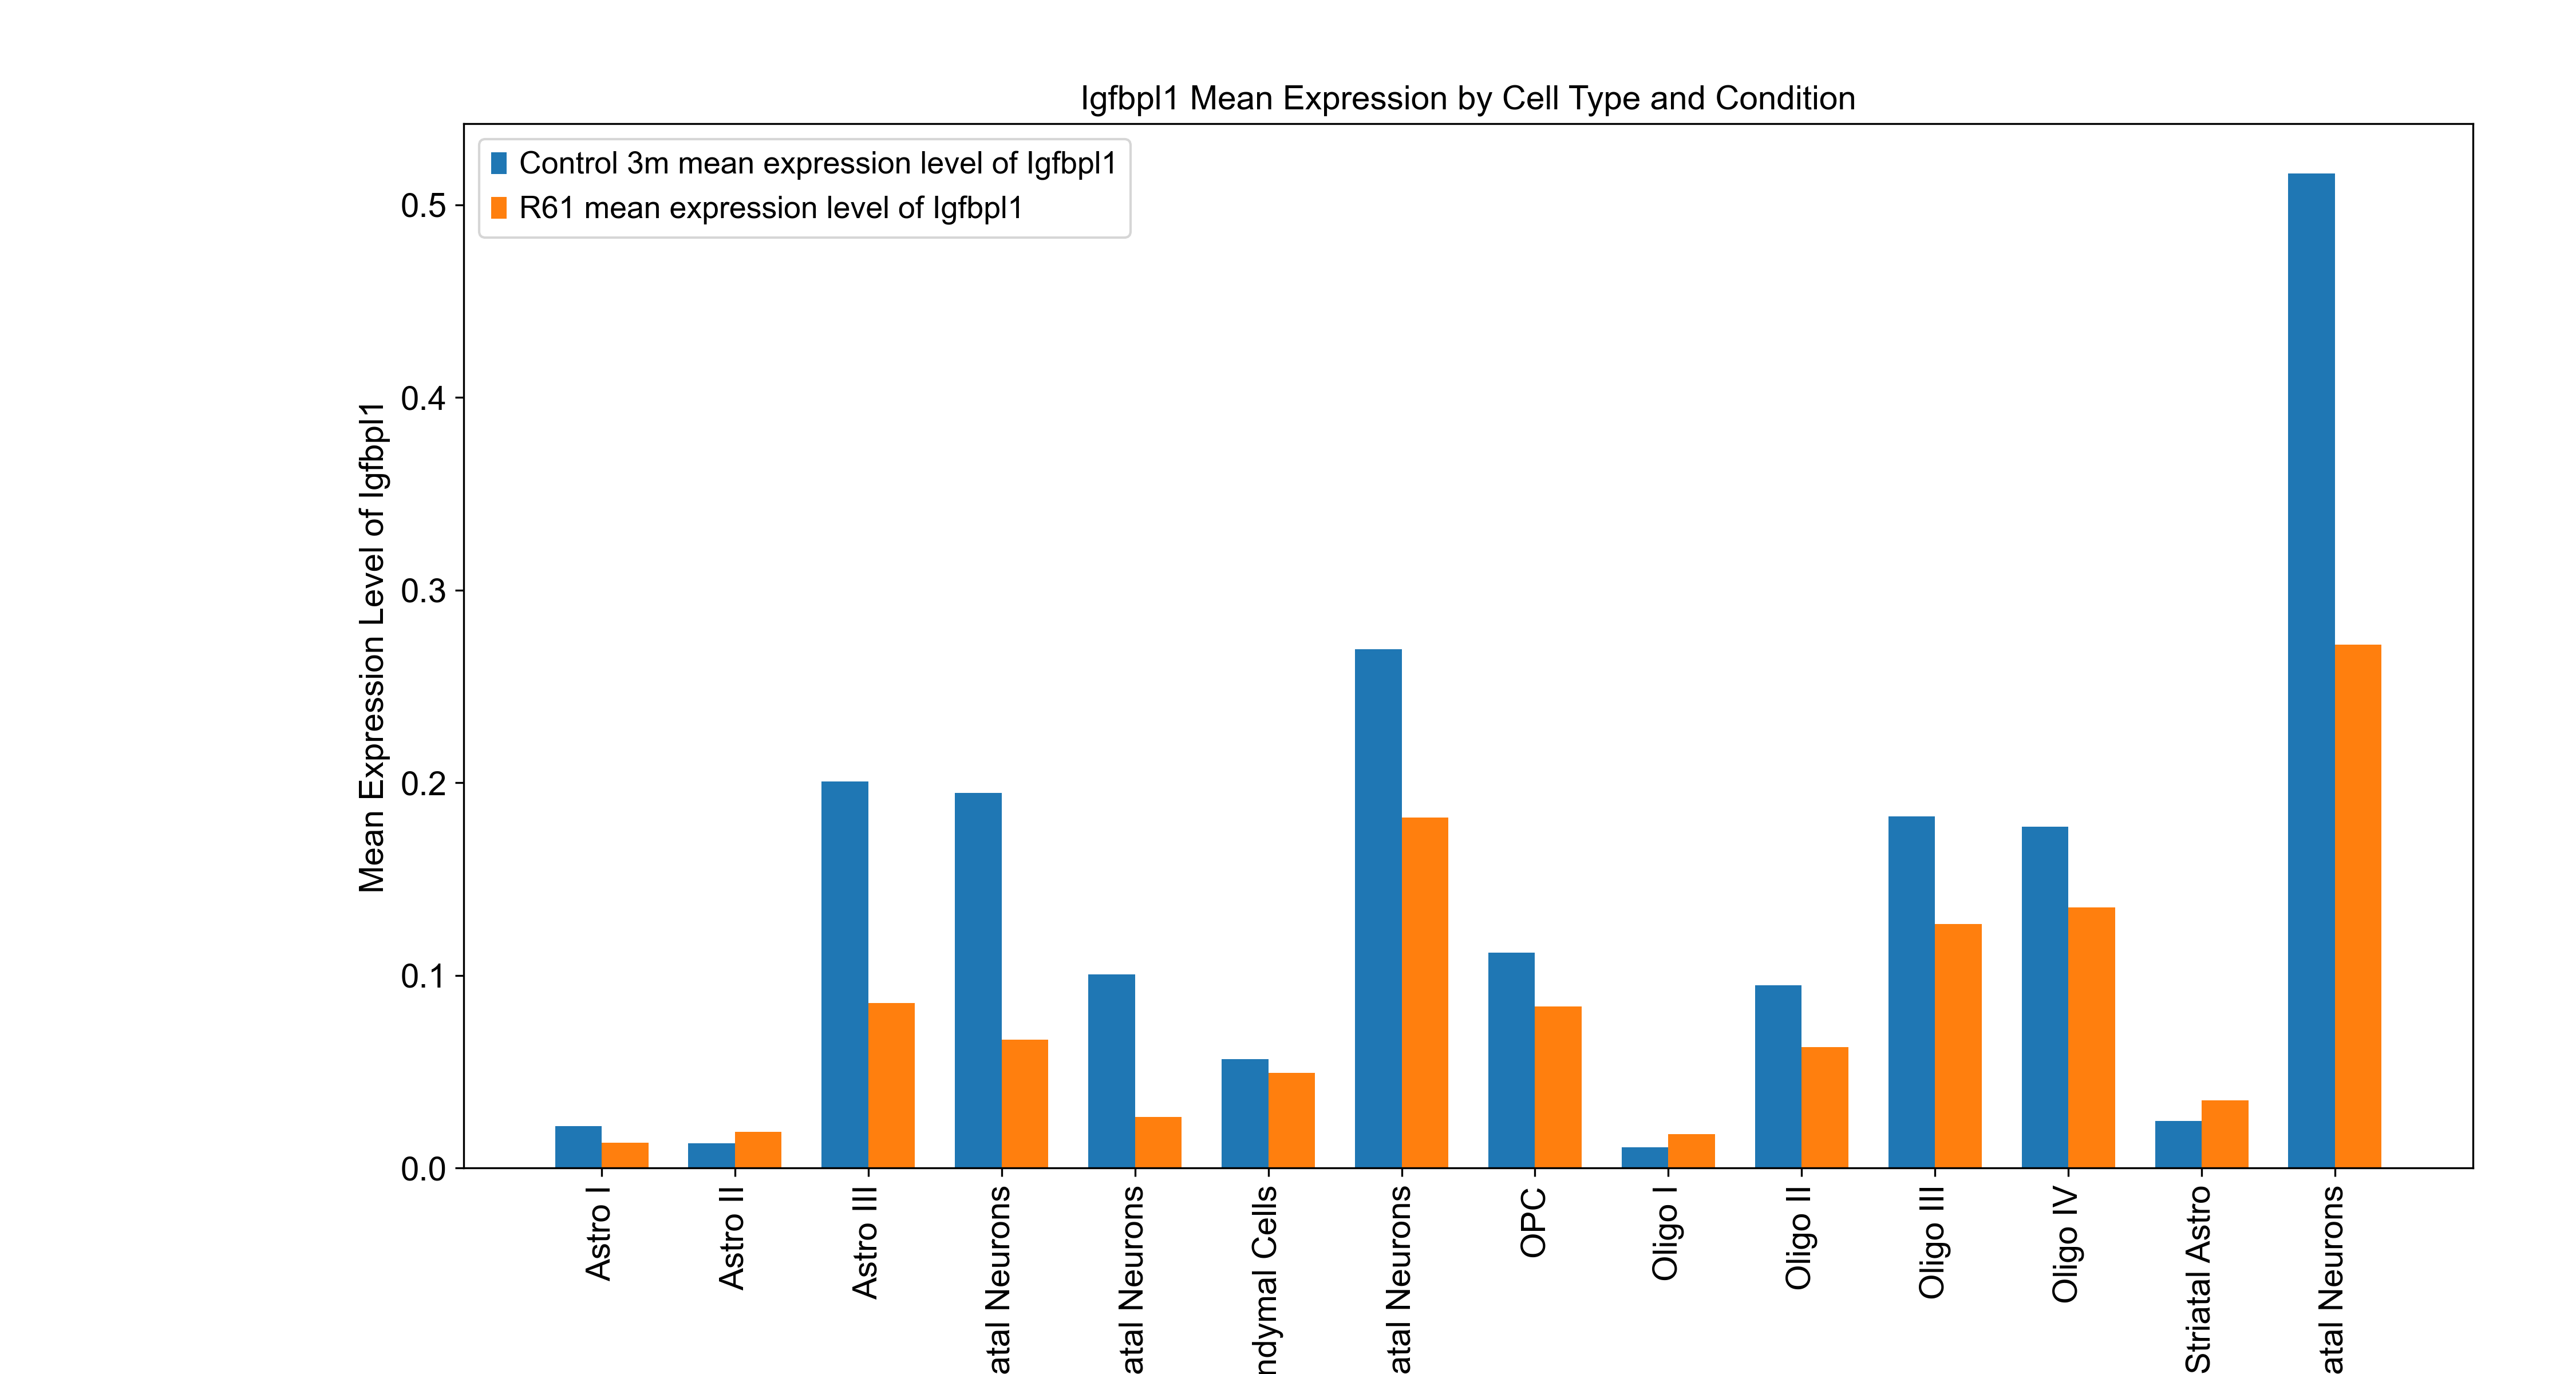 Igfbpl1 Mean Expression by Cell Type and Condition
Control 3m mean expression level of Igfbpl1
R61 mean expression level of Igfbpl1
Mean Expression Level of Igfbpl1
0.5
0.4
0.3
0.2
0.1
0.0
Astro I
Astro II
Astro III
atal Neurons
atal Neurons
ndymal Cells
atal Neurons
OPC
Oligo I
Oligo II
Oligo III
Oligo IV
Striatal Astro
atal Neurons